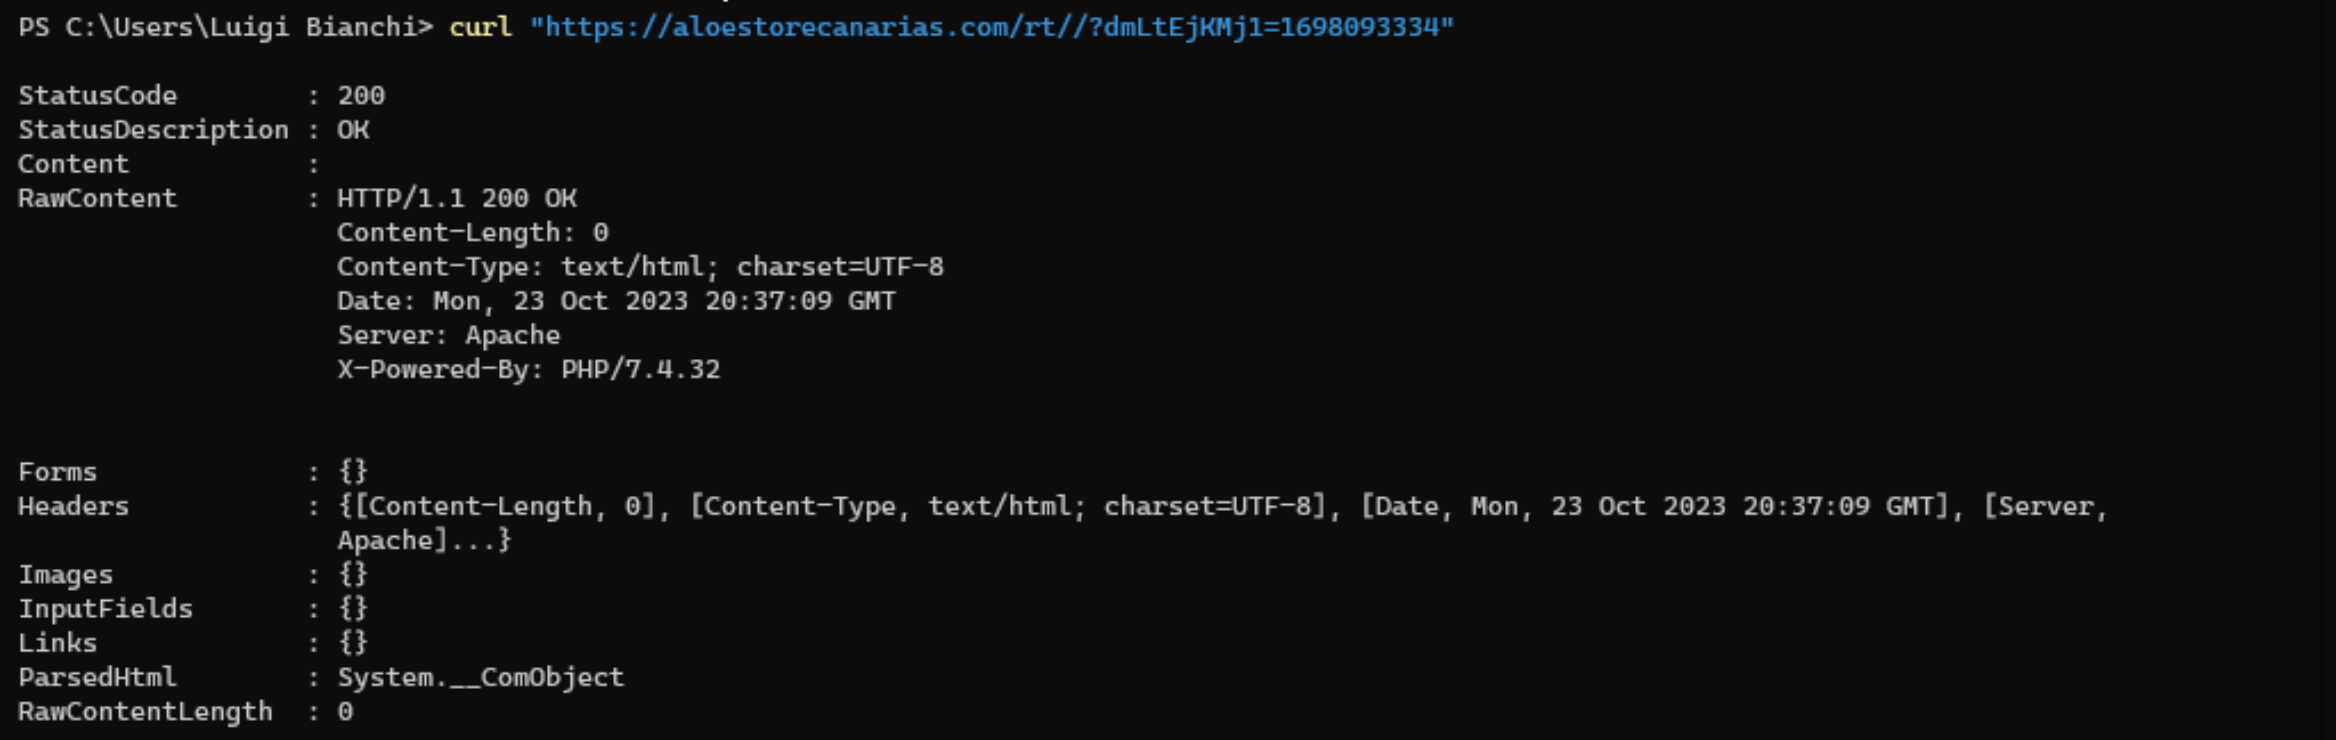 PS C:\Users\Luigi Bianchi> curl "https://aloestorecanarias.com/rt//?dmLtEjKMj1=1698093334"
StatusCode : 200
StatusDescription : OK
Content :
RawContent : HTTP/1.1 200 OK
Content-Length: 0
Content-Type: text/html; charset=UTF-8
Date: Mon, 23 Oct 2023 20:37:09 GMT
Server: Apache
X-Powered-By: PHP/7.4.32
Forms : {}
Headers : {[Content-Length, 0], [Content-Type, text/html; charset=UTF-8], [Date, Mon, 23 Oct 2023 20:37:09 GMT], [Server,
Apache]...}
Images : {}
InputFields : {}
Links : {}
ParsedHtml : System.__ComObject
RawContentLength : 0